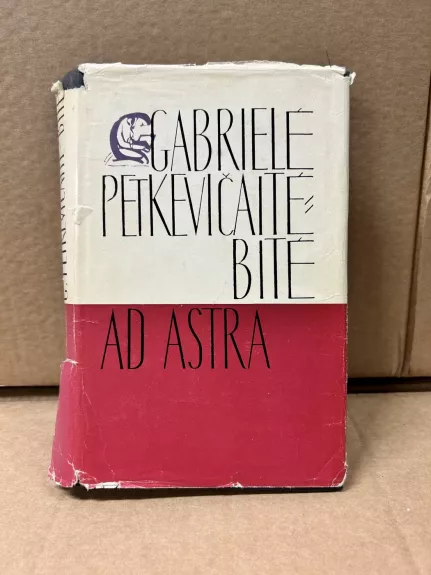 GABRIELĖ
PETKEVIČAITĖ=
BITĖ
AD ASTRA